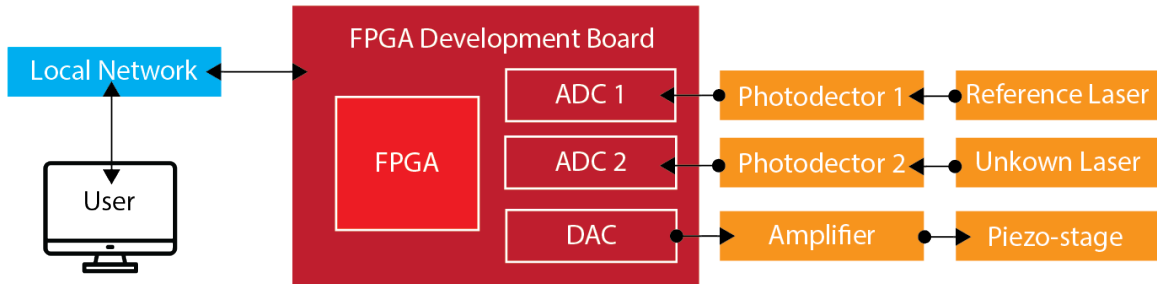 FPGA Development Board
Local Network
User
FPGA
ADC 1
Photodector 1
Reference Laser
ADC 2
Photodector 2
Unkown Laser
DAC
Amplifier
Piezo-stage